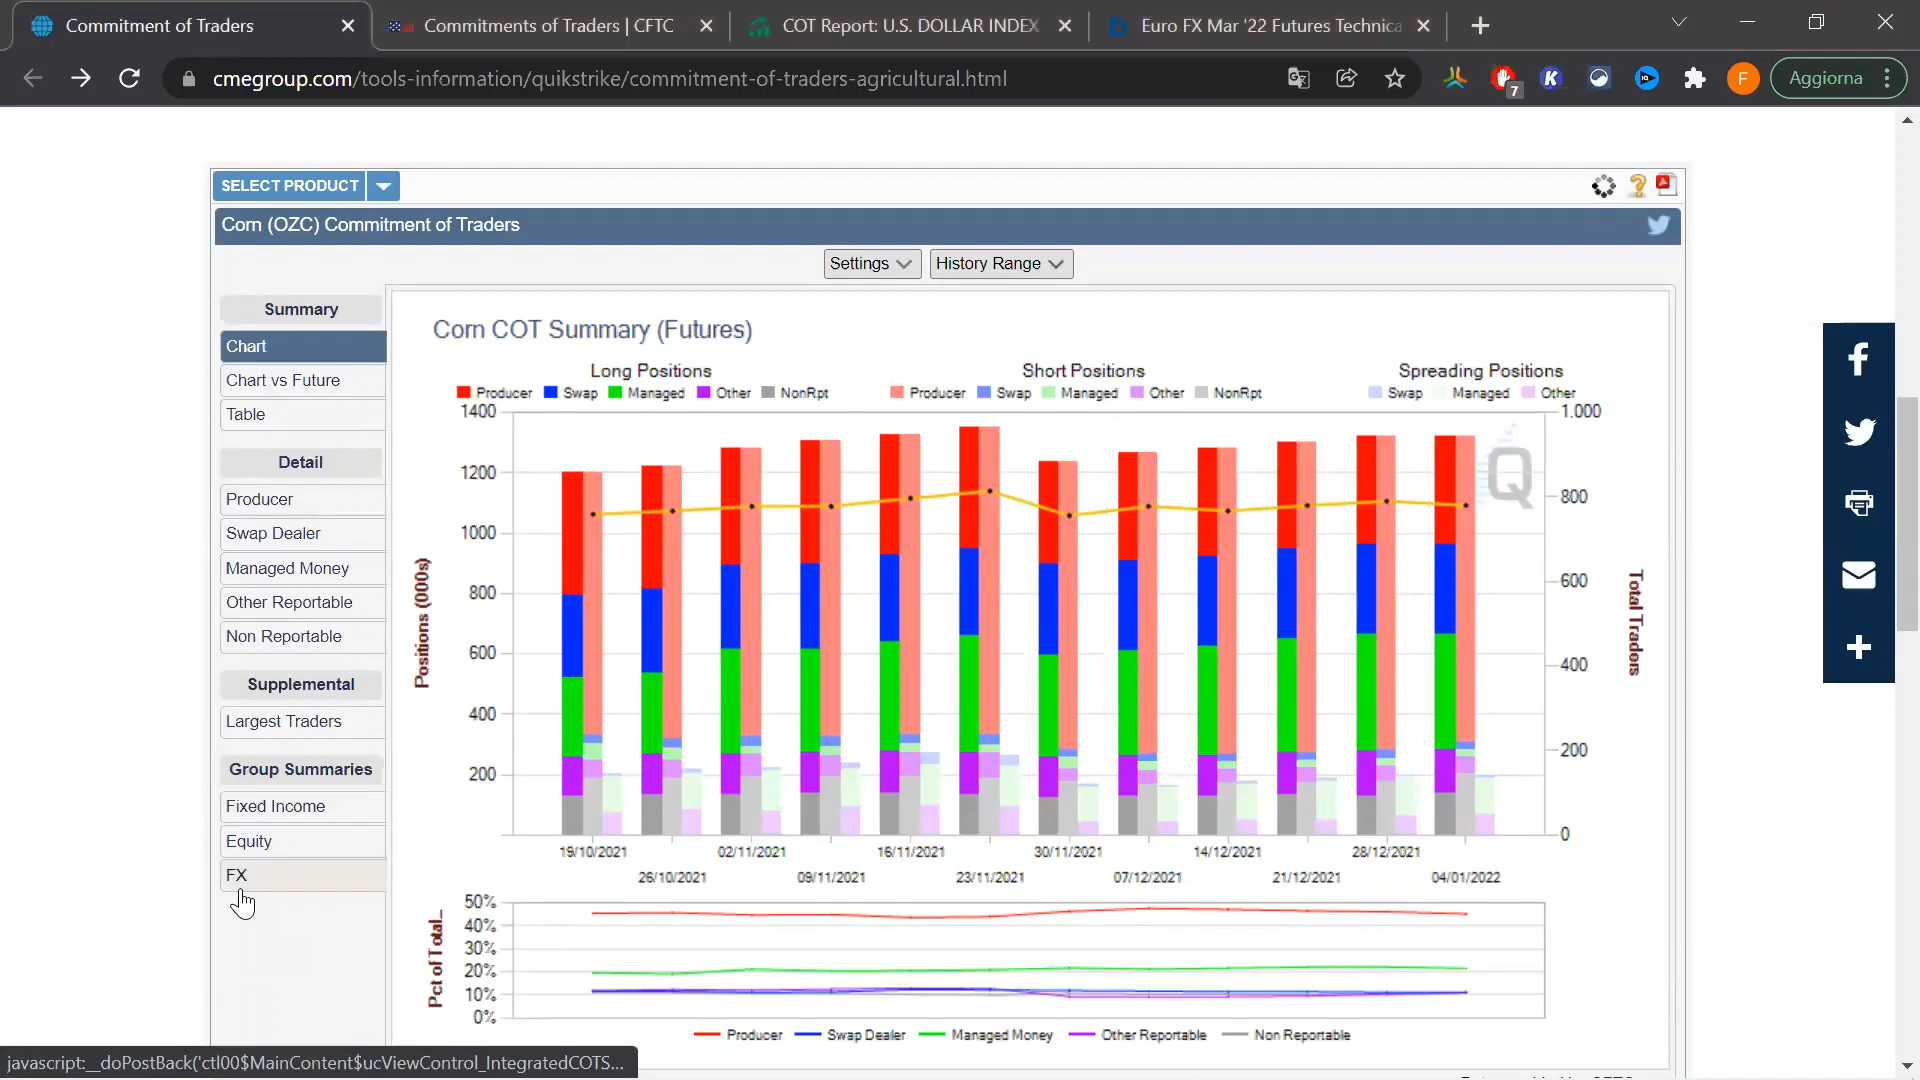 Commitment of Traders
Commitments of Traders | CFTC
COT Report: U.S. DOLLAR INDEX
Euro FX Mar '22 Futures Technica
cmegroup.com/tools-information/quikstrike/commitment-of-traders-agricultural.html
7
K
F
Aggiorna
SELECT PRODUCT
Corn (OZC) Commitment of Traders
Settings
History Range
Summary
Chart
Chart vs Future
Table
Detail
Producer
Swap Dealer
Managed Money
Other Reportable
Non Reportable
Supplemental
Largest Traders
Group Summaries
Fixed Income
Equity
FX
Corn COT Summary (Futures)
Long Positions
Short Positions
Spreading Positions
Producer Swap Managed Other NonRpt
Producer Swap Managed Other NonRpt
Swap Managed Other
1400
1200
1000
800
600
400
200
Positions (000s)
1.000
800
600
400
200
0
Total Traders
Q
19/10/2021 02/11/2021 16/11/2021 30/11/2021 14/12/2021 28/12/2021
26/10/2021 09/11/2021 23/11/2021 07/12/2021 21/12/2021 04/01/2022
50%
40%
30%
20%
10%
0%
Pct of Total_
Producer Swap Dealer Managed Money Other Reportable Non Reportable
javascript:__doPostBack('ctl00$MainContent$ucViewControl_IntegratedCOTS...